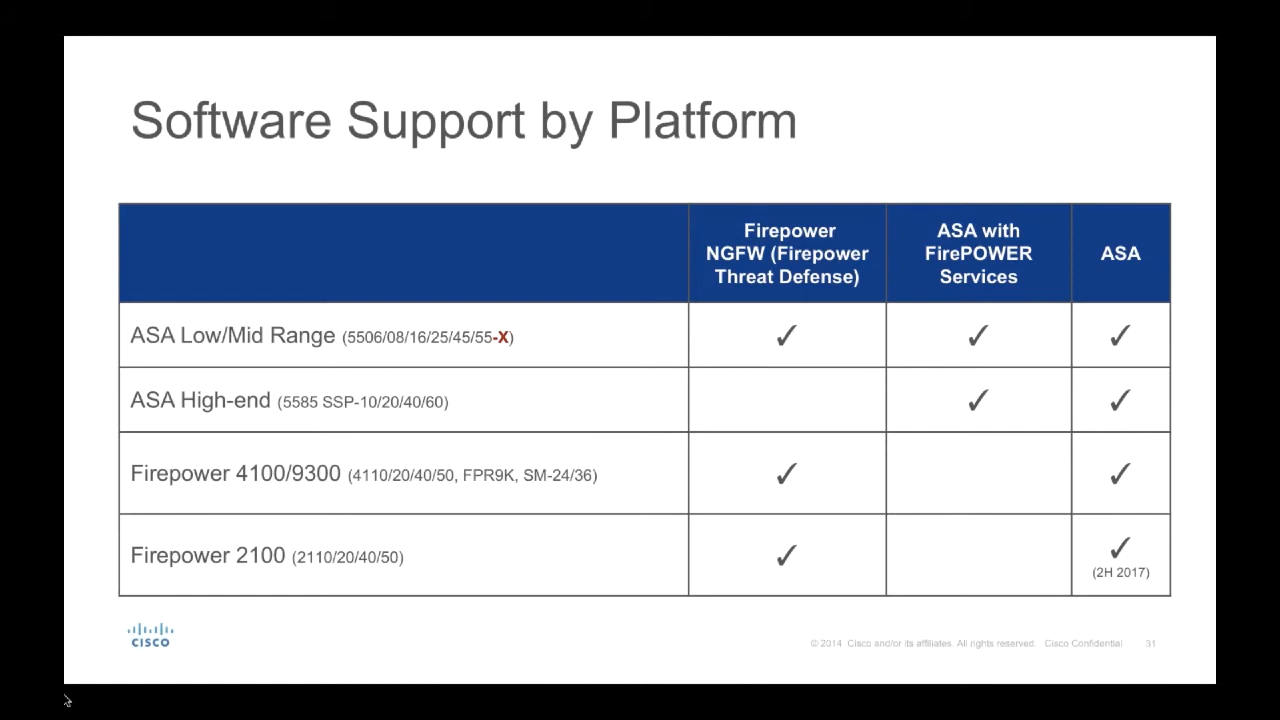 Software Support by Platform
Firepower
NGFW (Firepower
Threat Defense)
ASA with
FirePOWER
Services
ASA
ASA Low/Mid Range (5506/08/16/25/45/55-X)
✓ ✓ ✓
ASA High-end (5585 SSP-10/20/40/60)
✓ ✓
Firepower 4100/9300 (4110/20/40/50, FPR9K, SM-24/36)
✓ ✓
Firepower 2100 (2110/20/40/50)
✓ ✓
(2H 2017)
CISCO
© 2014 Cisco and/or its affiliates. All rights reserved. Cisco Confidential 31